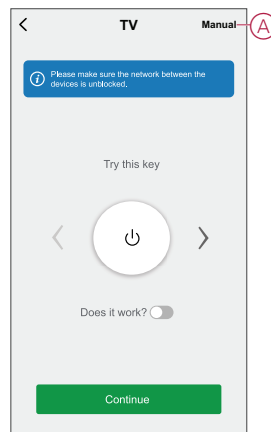 TV
Manual
A
Please make sure the network between the
devices is unblocked.
Try this key
Does it work?
Continue